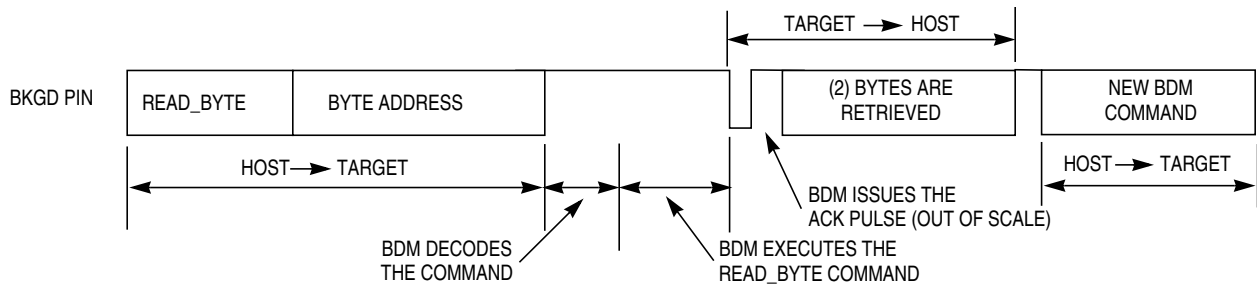 TARGET → HOST
BKGD PIN
READ_BYTE
BYTE ADDRESS
(2) BYTES ARE
RETRIEVED
NEW BDM
COMMAND
HOST → TARGET
HOST → TARGET
BDM ISSUES THE
ACK PULSE (OUT OF SCALE)
BDM DECODES
THE COMMAND
BDM EXECUTES THE
READ_BYTE COMMAND